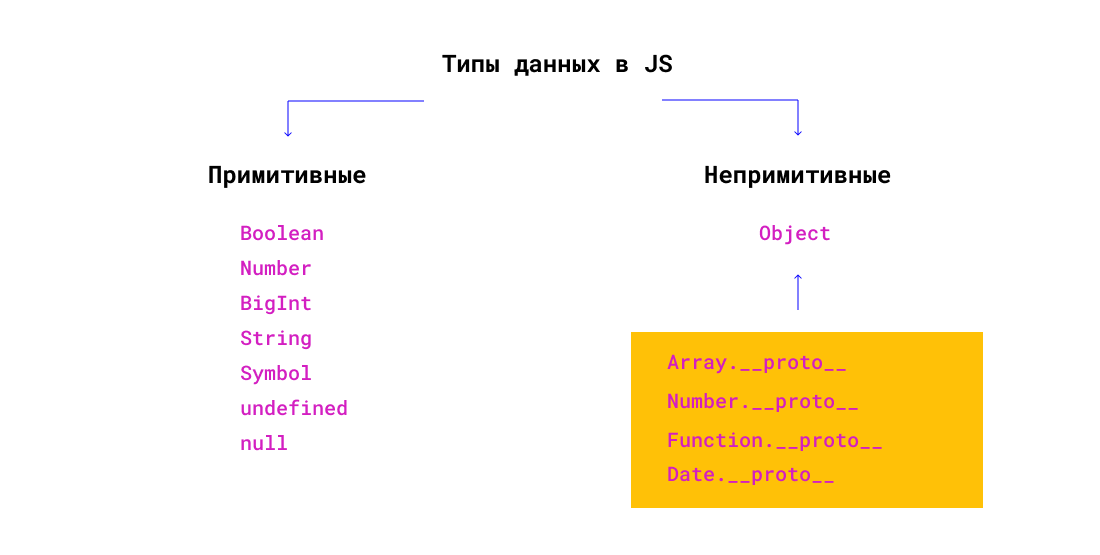 Типы данных в JS
Примитивные
Boolean
Number
BigInt
String
Symbol
undefined
null
Непримитивные
Object
Array.__proto__
Number.__proto__
Function.__proto__
Date.__proto__